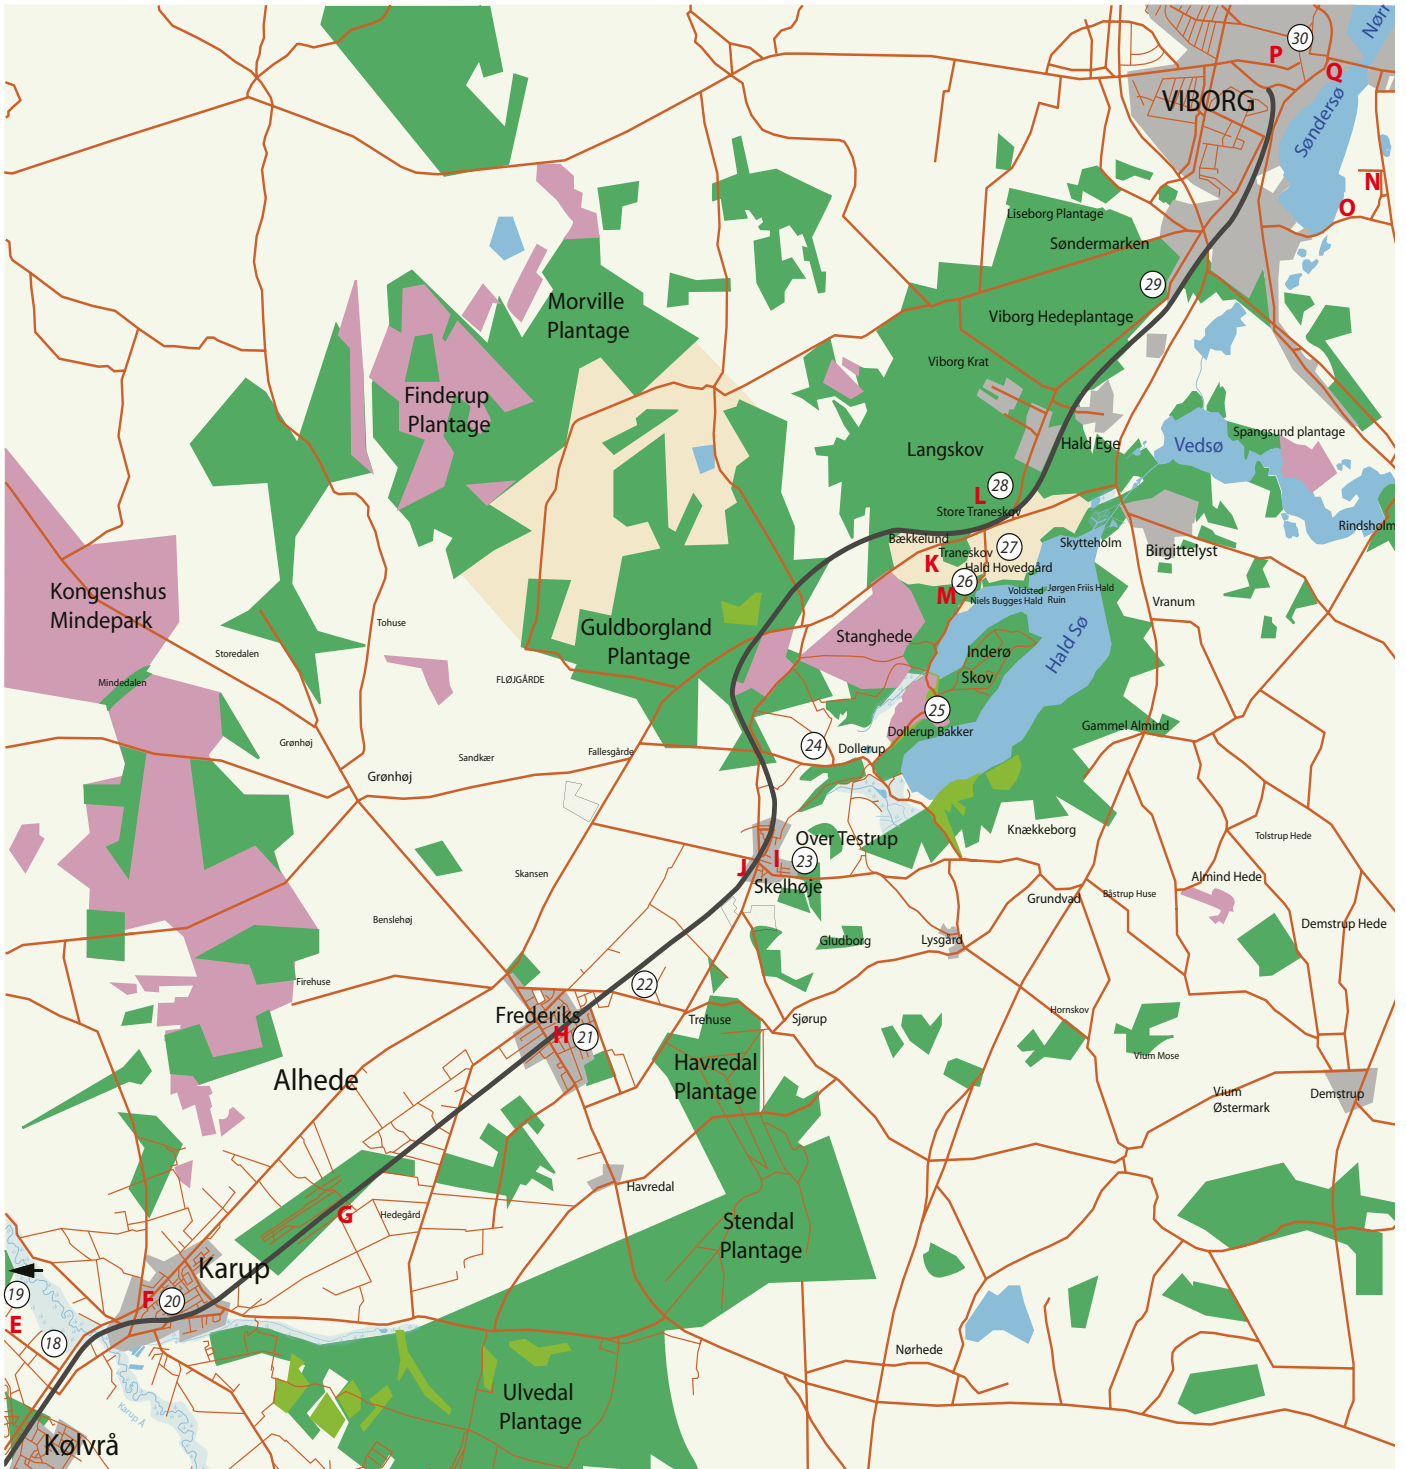 Nørr
30
P
Q
VIBORG
Søndersø
N
O
Liseborg Plantage
Søndermarken
29
Morville
Plantage
Viborg Hedeplantage
Viborg Krat
Finderup
Plantage
Langskov
Hald Ege
Vedsø
Spangsund plantage
28
L
Store Traneskov
Rindsholm
Bækkelund
Traneskov
27
Skytteholm
Birgittelyst
K
Hald Hovedgård
26
M
Voldsted
Niels Bugges Hald
Jørgen Friis Hald
Ruin
Vranum
Kongenshus
Mindepark
Tohuse
Guldborgland
Plantage
Stanghede
Inderø
Skov
Hald Sø
Storedalen
Mindedalen
FLØJGÅRDE
25
Dollerup Bakker
Gammel Almind
Grønhøj
Sandkær
Fallesgårde
24
Dollerup
Grønhøj
Knækkeborg
Over Testrup
Tolstrup Hede
J
I
23
Skelhøje
Skansen
Almind Hede
Grundvad
Båstrup Huse
Benslehøj
Demstrup Hede
Gludborg
Lysgård
Firehuse
22
Frederiks
H
21
Trehuse
Sjørup
Hornskov
Vium Mose
Havredal
Plantage
Alhede
Vium
Østermark
Demstrup
Havredal
G
Hedegård
Stendal
Plantage
Karup
19
E
F
20
18
Nørhede
Ulvedal
Plantage
Karup Å
Kølvrå